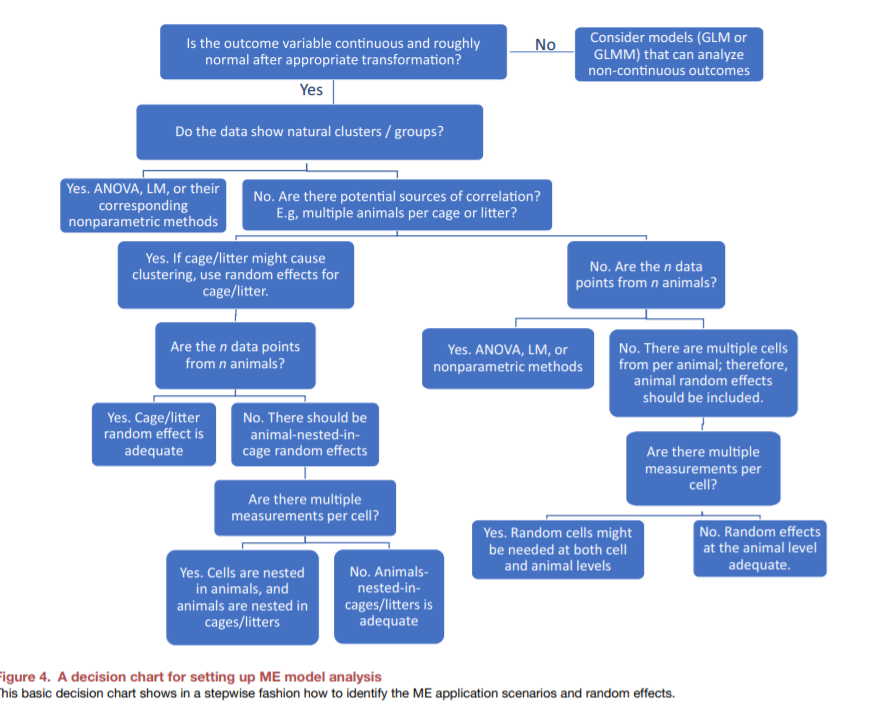 Is the outcome variable continuous and roughly
normal after appropriate transformation?
No
Consider models (GLM or
GLMM) that can analyze
non-continuous outcomes
Yes
Do the data show natural clusters / groups?
Yes. ANOVA, LM, or their
corresponding
nonparametric methods
No. Are there potential sources of correlation?
E.g, multiple animals per cage or litter?
Yes. If cage/litter might cause
clustering, use random effects for
cage/litter.
No. Are the n data
points from n animals?
Are the n data points
from n animals?
Yes. ANOVA, LM, or
nonparametric methods
No. There are multiple cells
from per animal; therefore,
animal random effects
should be included.
Yes. Cage/litter
random effect is
adequate
No. There should be
animal-nested-in-
cage random effects
Are there multiple
measurements per
cell?
Are there multiple
measurements per cell?
Yes. Random cells might
be needed at both cell
and animal levels
No. Random effects
at the animal level
adequate.
Yes. Cells are nested
in animals, and
animals are nested in
cages/litters
No. Animals-
nested-in-
cages/litters is
adequate
Figure 4. A decision chart for setting up ME model analysis
This basic decision chart shows in a stepwise fashion how to identify the ME application scenarios and random effects.